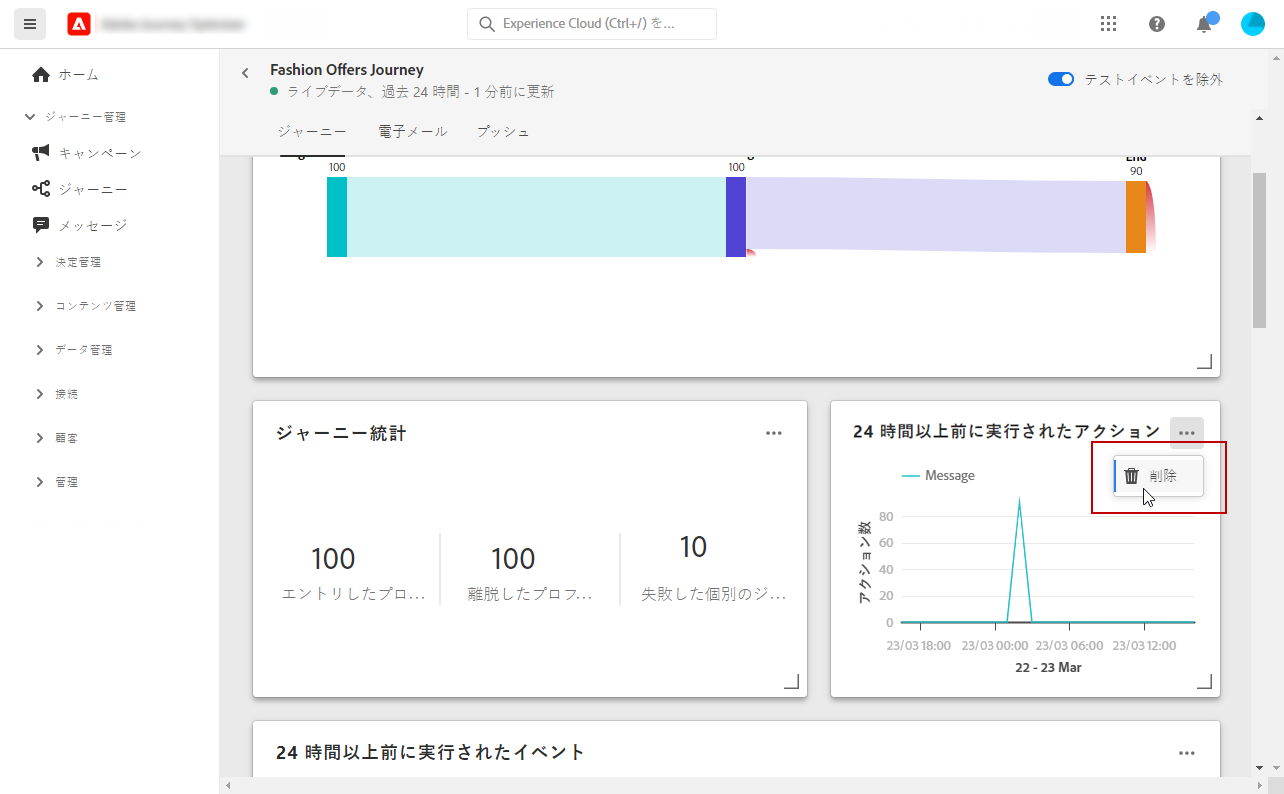 Experience Cloud (Ctrl+/) を...
ホーム
ジャーニー管理
キャンペーン
ジャーニー
メッセージ
決定管理
コンテンツ管理
データ管理
接続
顧客
管理
Fashion Offers Journey
ライブデータ、過去 24 時間 - 1 分前に更新
テストイベントを除外
ジャーニー 電子メール プッシュ
End
100 100 90
ジャーニー統計
100 100 10
エントリしたプロ... 離脱したプロフ... 失敗した個別のジ...
24 時間以上前に実行されたアクション
削除
Message
アクション数
80
60
40
20
0
23/03 18:00 23/03 00:00 23/03 06:00 23/03 12:00
22 - 23 Mar
24 時間以上前に実行されたイベント